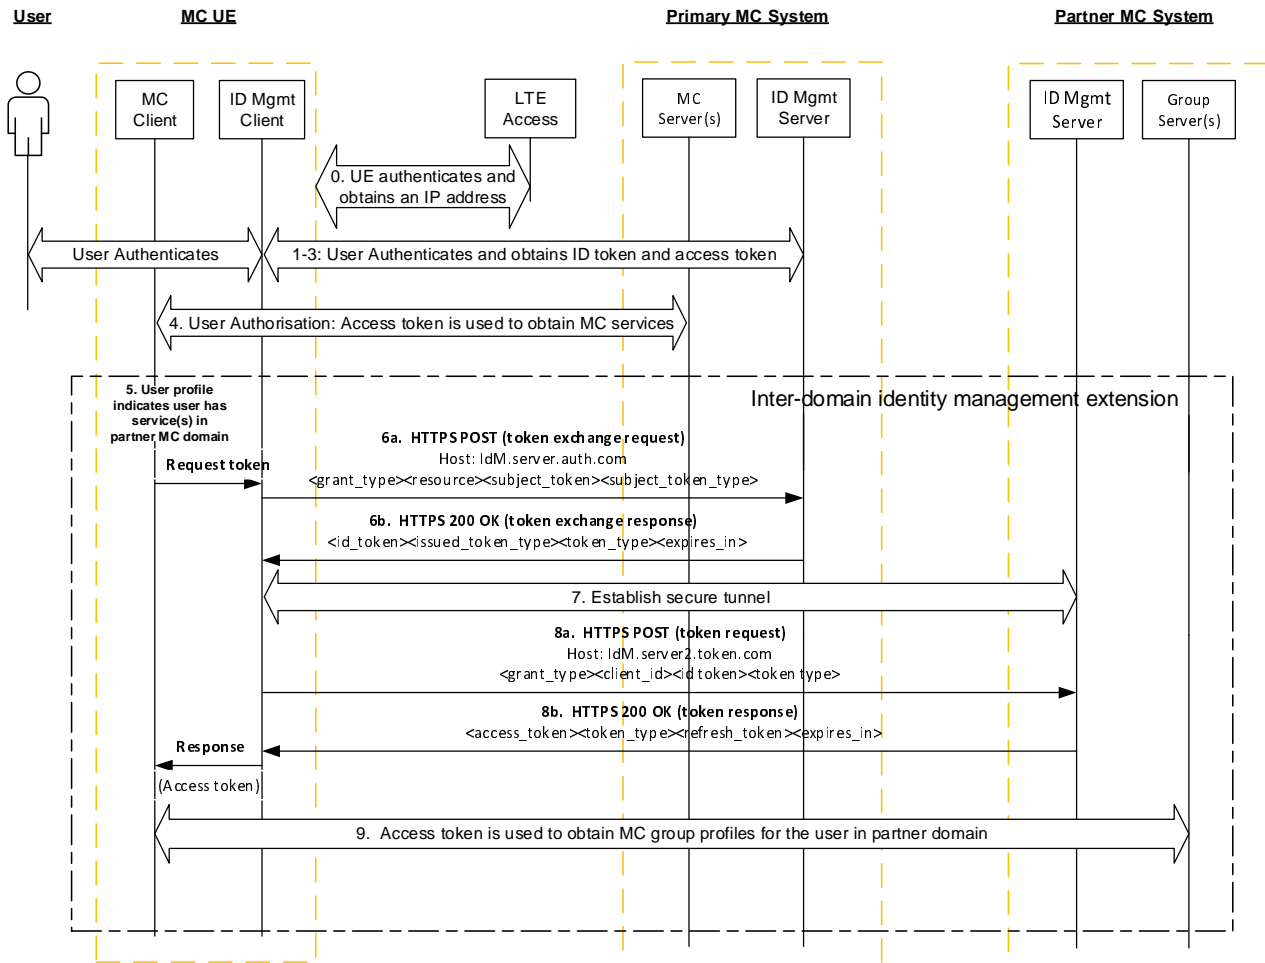 User
MC UE
Primary MC System
Partner MC System
MC
Client
ID Mgmt
Client
LTE
Access
MC
Server(s)
ID Mgmt
Server
ID Mgmt
Server
Group
Server(s)
0. UE authenticates and
obtains an IP address
User Authenticates
1-3: User Authenticates and obtains ID token and access token
4. User Authorisation: Access token is used to obtain MC services
5. User profile
indicates user has
service(s) in
partner MC domain
Inter-domain identity management extension
Request token
6a. HTTPS POST (token exchange request)
Host: IdM.server.auth.com
<grant_type><resource><subject_token><subject_token_type>
6b. HTTPS 200 OK (token exchange response)
<id_token><issued_token_type><token_type><expires_in>
7. Establish secure tunnel
8a. HTTPS POST (token request)
Host: IdM.server2.token.com
<grant_type><client_id><id token><token type>
8b. HTTPS 200 OK (token response)
<access_token><token_type><refresh_token><expires_in>
Response
(Access token)
9. Access token is used to obtain MC group profiles for the user in partner domain